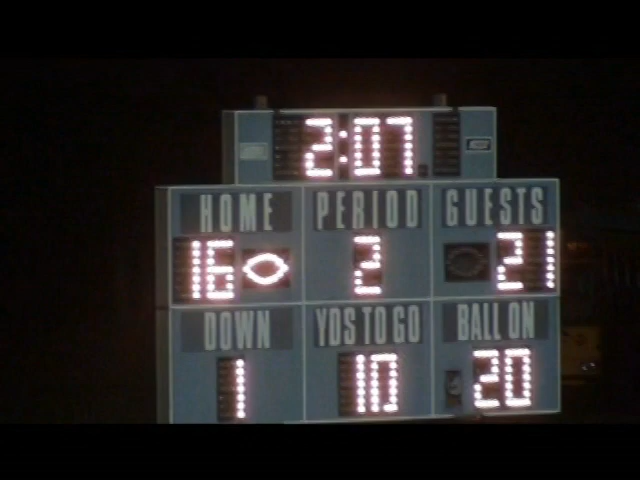 2:07
HOME PERIOD GUESTS
16 2 21
DOWN YDS TO GO BALL ON
1 10 20